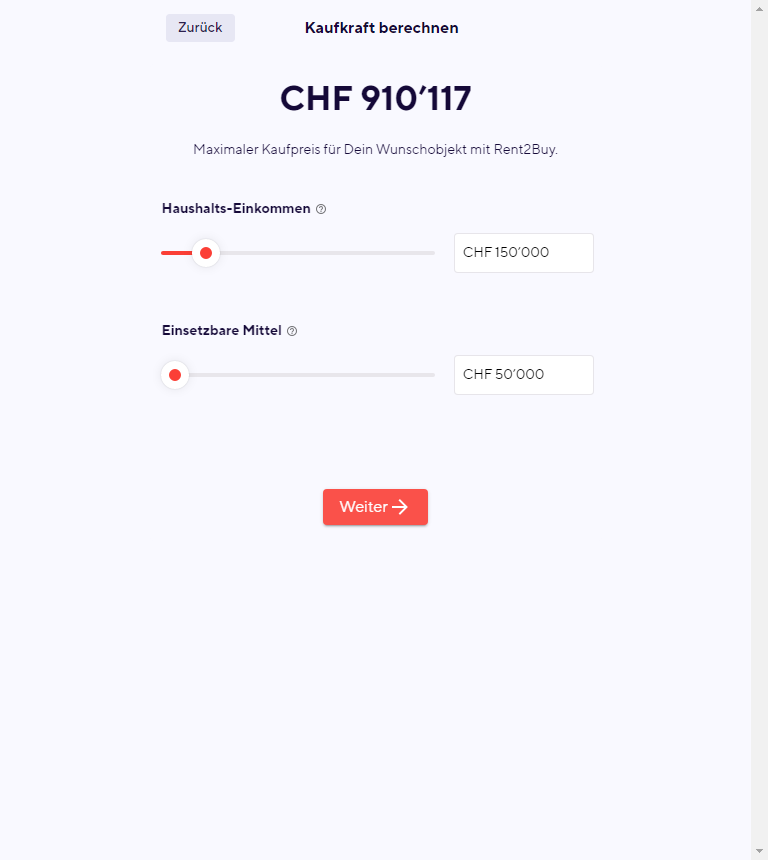 Zurück
Kaufkraft berechnen
CHF 910’117
Maximaler Kaufpreis für Dein Wunschobjekt mit Rent2Buy.
Haushalts-Einkommen
CHF 150’000
Einsetzbare Mittel
CHF 50’000
Weiter